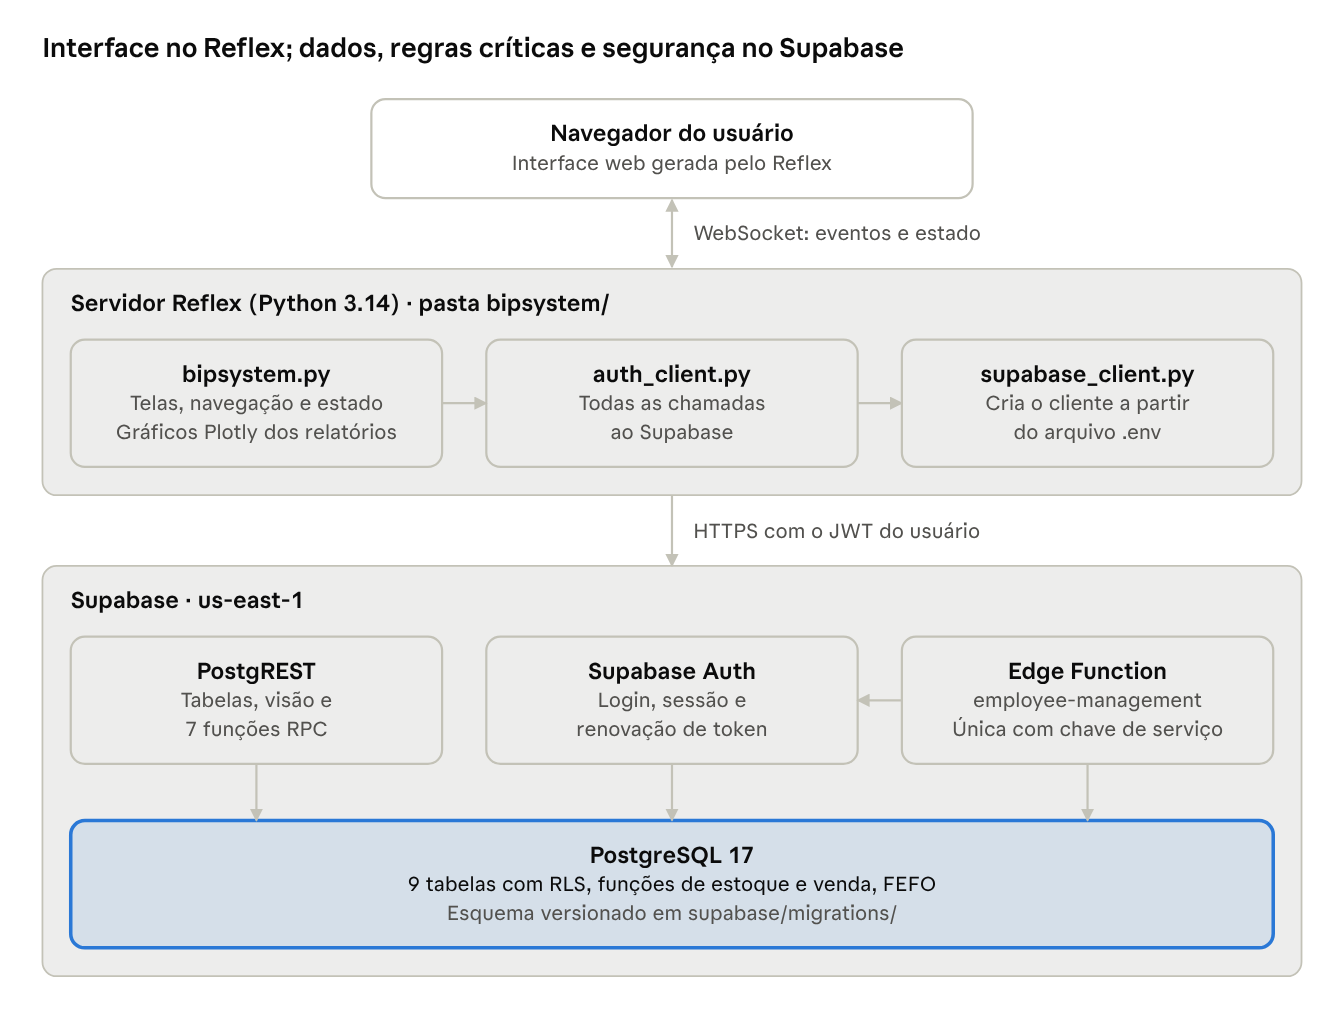 Interface no Reflex; dados, regras críticas e segurança no Supabase
Navegador do usuário
Interface web gerada pelo Reflex
WebSocket: eventos e estado
Servidor Reflex (Python 3.14) · pasta bipsystem/
bipsystem.py
Telas, navegação e estado
Gráficos Plotly dos relatórios
auth_client.py
Todas as chamadas
ao Supabase
supabase_client.py
Cria o cliente a partir
do arquivo .env
HTTPS com o JWT do usuário
Supabase · us-east-1
PostgREST
Tabelas, visão e
7 funções RPC
Supabase Auth
Login, sessão e
renovação de token
Edge Function
employee-management
Única com chave de serviço
PostgreSQL 17
9 tabelas com RLS, funções de estoque e venda, FEFO
Esquema versionado em supabase/migrations/